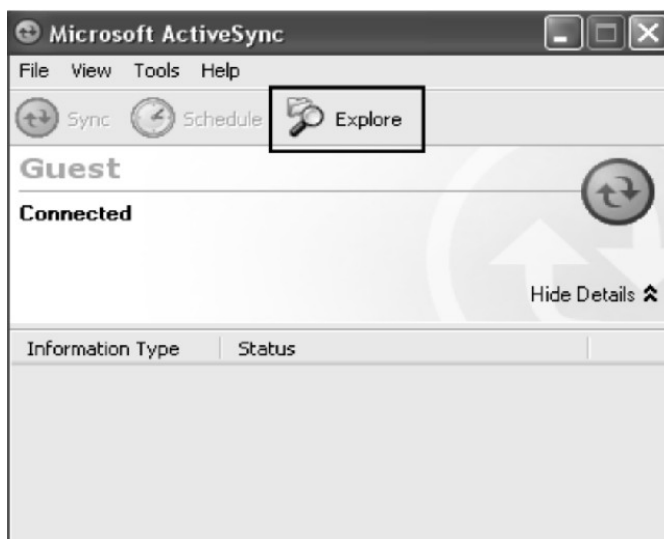 Microsoft ActiveSync
File View Tools Help
Sync Schedule Explore
Guest
Connected
Hide Details
Information Type Status